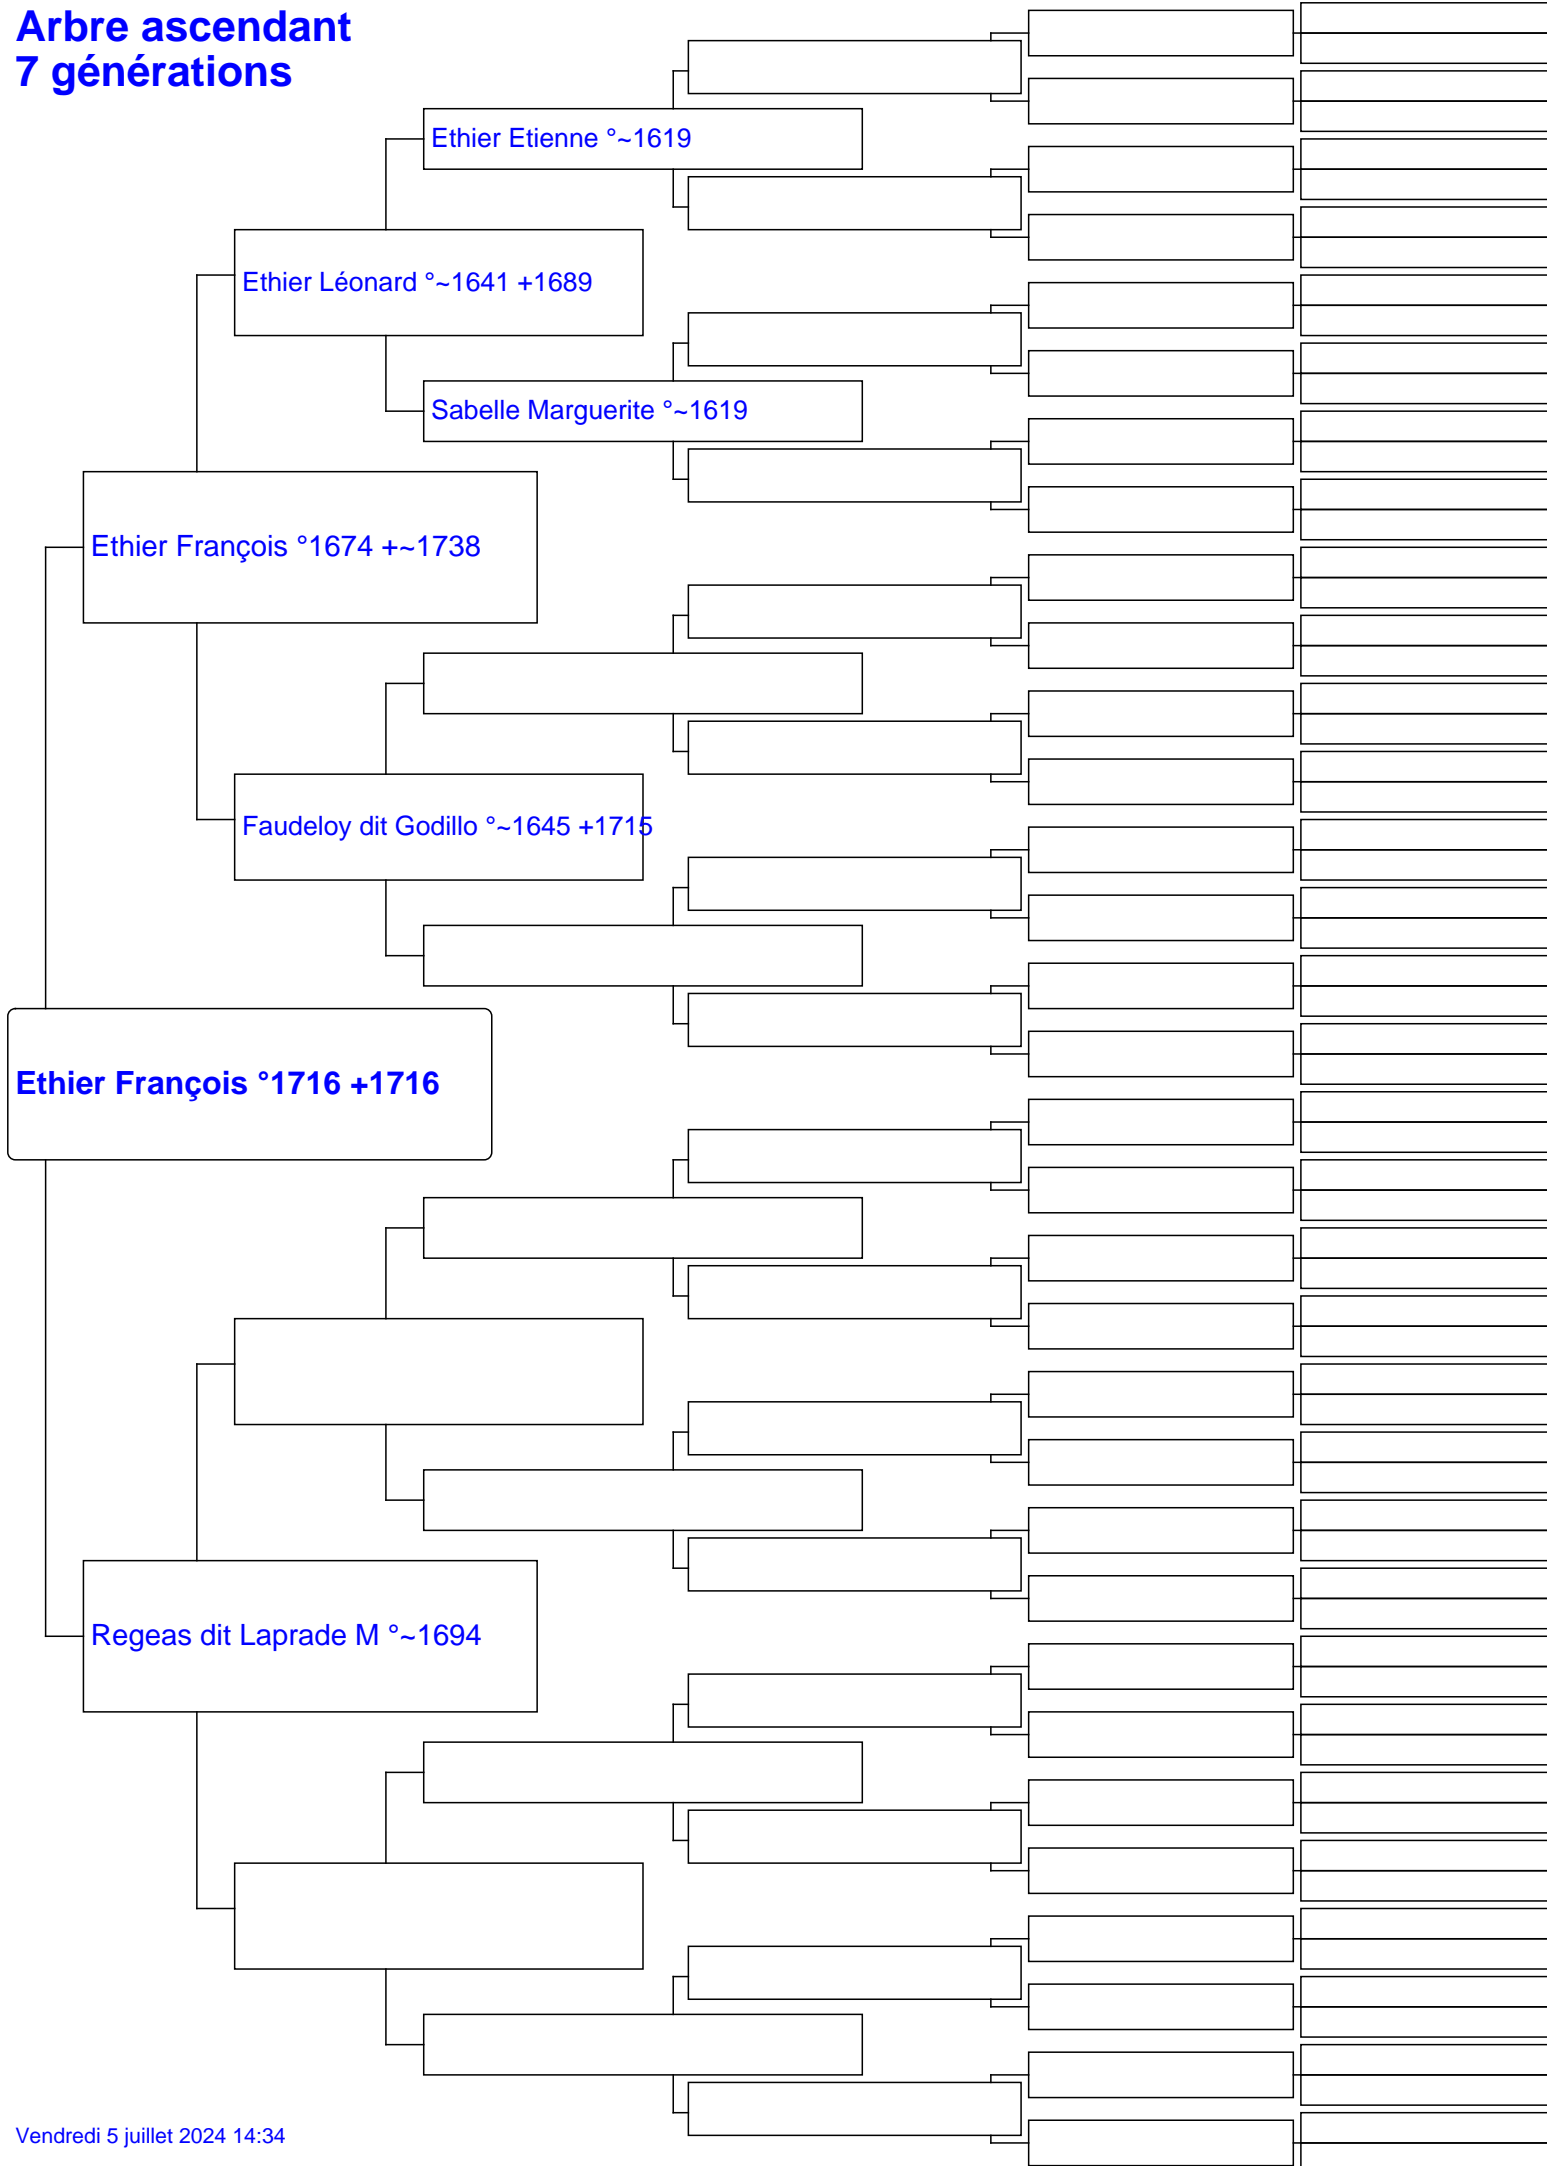 Arbre ascendant
7 générations
Ethier Etienne °~1619
Ethier Léonard °~1641 +1689
Sabelle Marguerite °~1619
Ethier François °1674 +~1738
Faudeloy dit Godillo °~1645 +1715
Ethier François °1716 +1716
Regeas dit Laprade M °~1694
Vendredi 5 juillet 2024 14:34